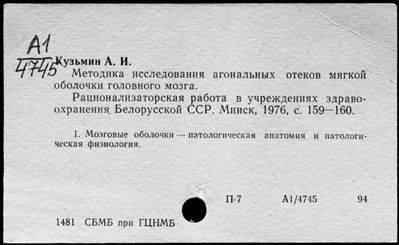 А1
4745
Кузьмин А. И.
Методика исследования агональных отеков мягкой
оболочки головного мозга.
Рационализаторская работа в учреждениях здраво-
охранения Белорусской ССР. Минск, 1976, с. 159—160.
1. Мозговые оболочки — патологическая анатомия и патологи-
ческая физиология.
П-7 А1/4745 94
1481 СБМБ при ГЦНМБ